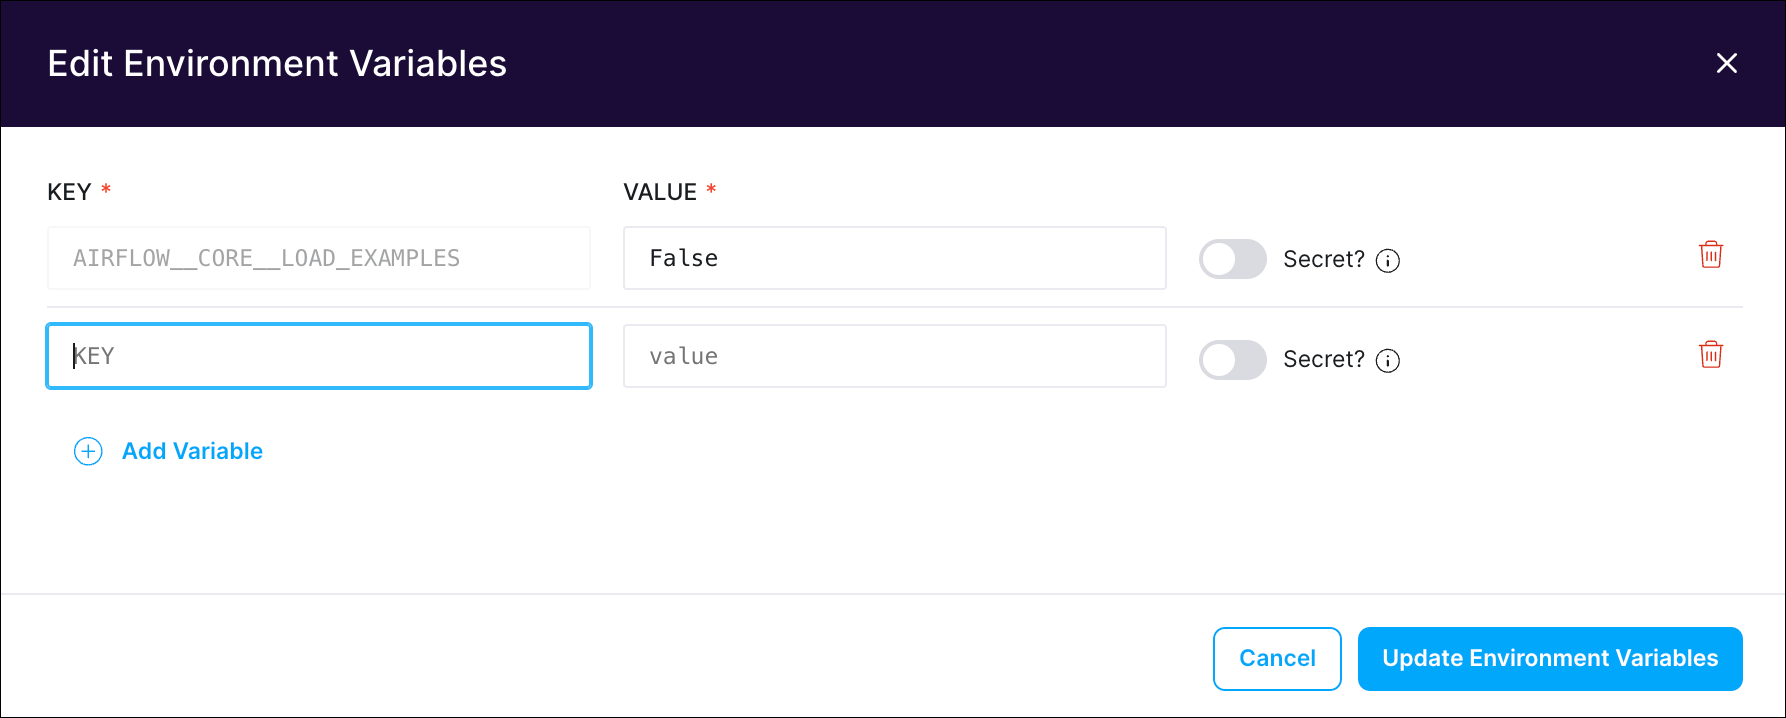 Edit Environment Variables
KEY * VALUE *
AIRFLOW__CORE__LOAD_EXAMPLES False Secret?
KEY value Secret?
Add Variable
Cancel Update Environment Variables